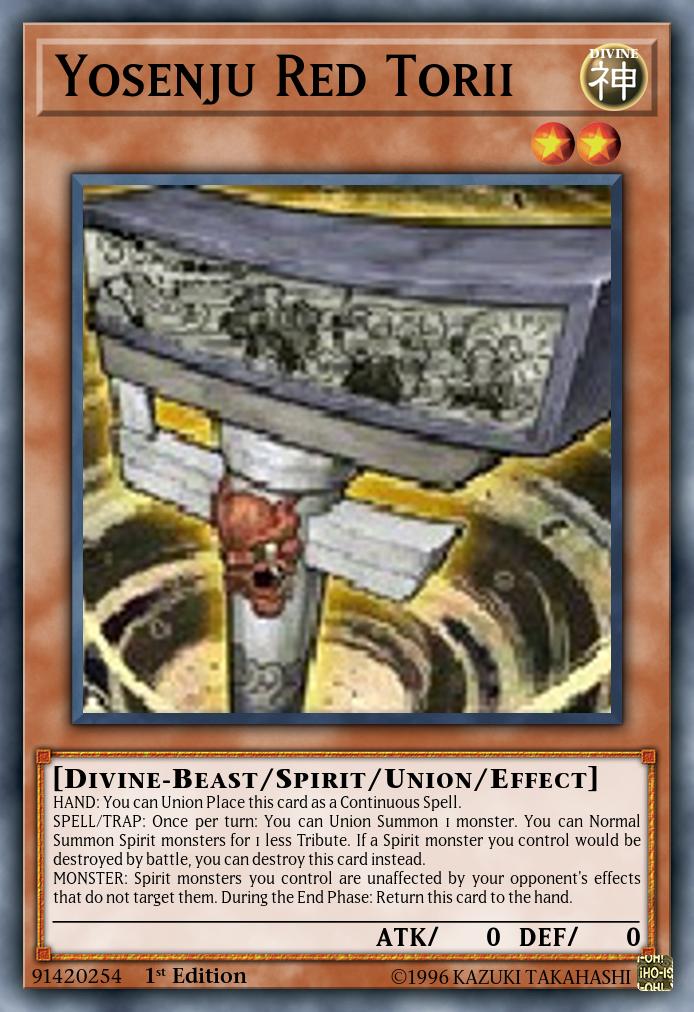 Yosenju Red Torii
DIVINE
神
[Divine-Beast/Spirit/Union/Effect]
HAND: You can Union Place this card as a Continuous Spell.
SPELL/TRAP: Once per turn: You can Union Summon 1 monster. You can Normal
Summon Spirit monsters for 1 less Tribute. If a Spirit monster you control would be
destroyed by battle, you can destroy this card instead.
MONSTER: Spirit monsters you control are unaffected by your opponent's effects
that do not target them. During the End Phase: Return this card to the hand.
ATK/ 0 DEF/ 0
91420254 1st Edition ©1996 KAZUKI TAKAHASHI